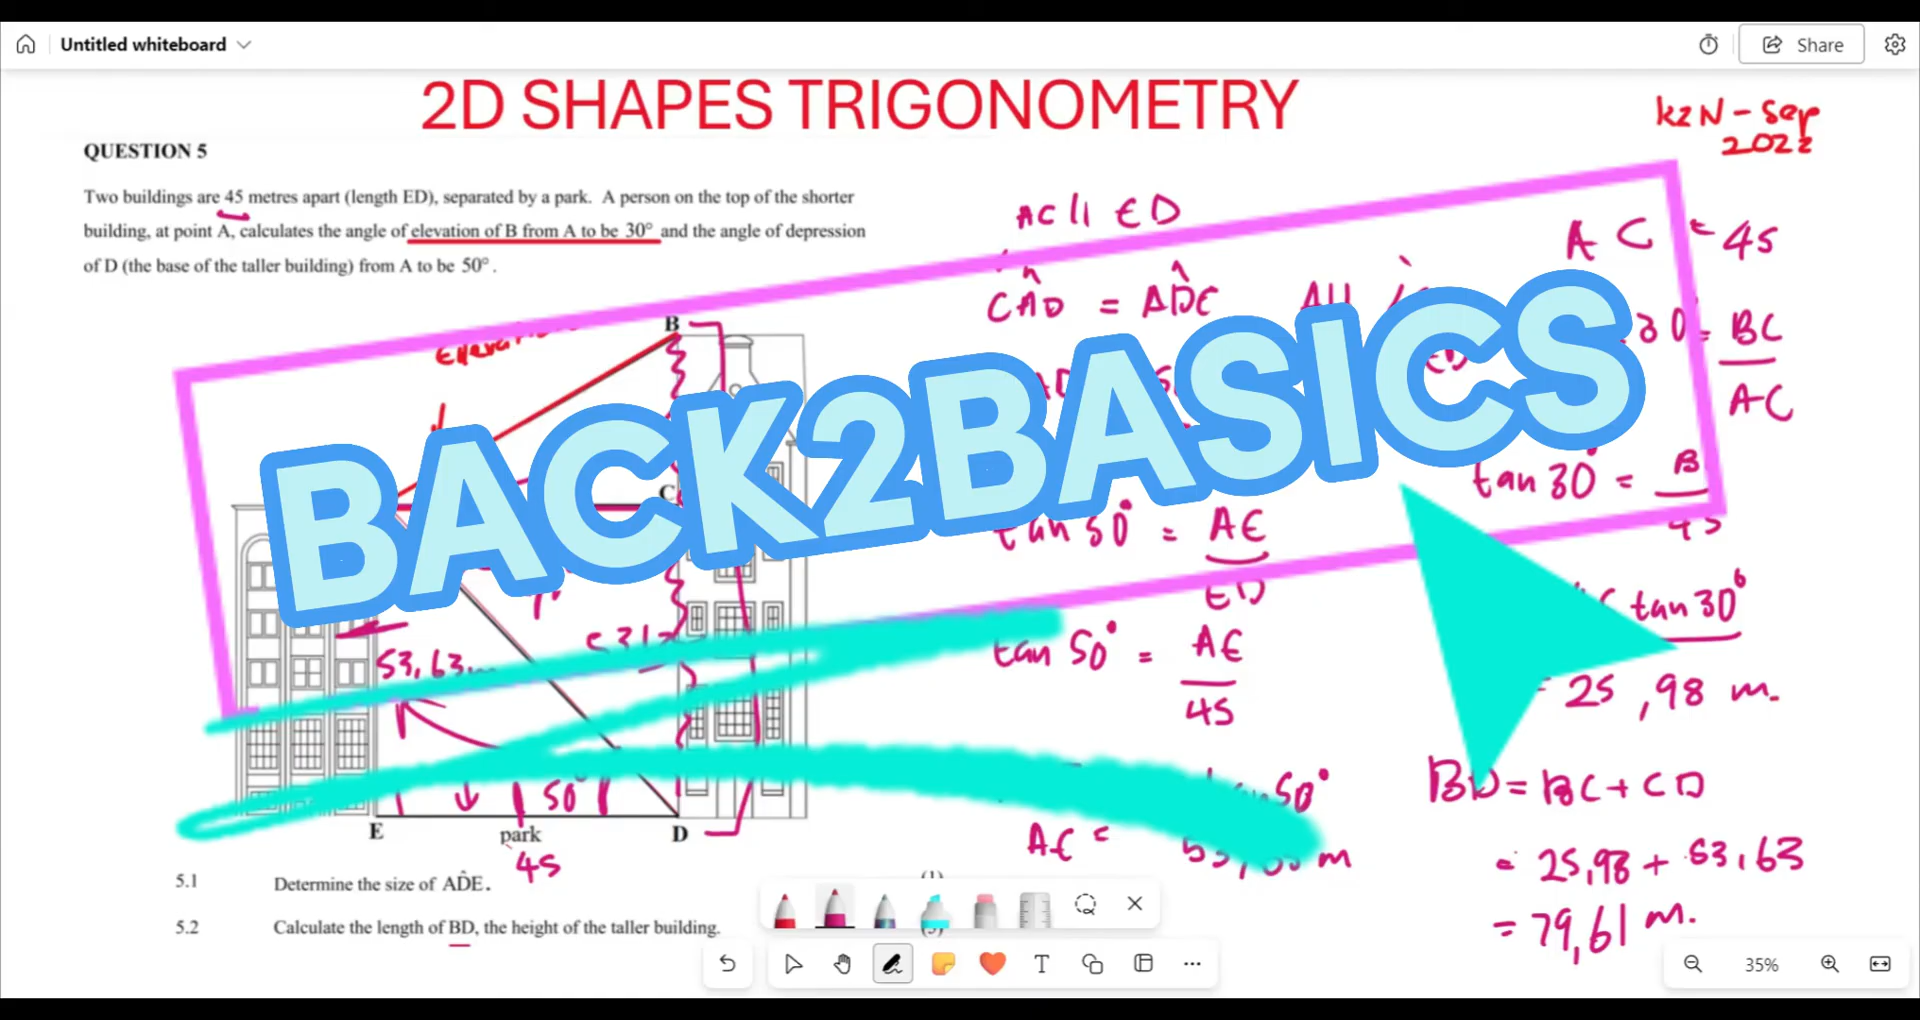 Untitled whiteboard
Share
2D SHAPES TRIGONOMETRY
KZN - Sep
2022
QUESTION 5
Two buildings are 45 metres apart (length ED), separated by a park. A person on the top of the shorter
building, at point A, calculates the angle of elevation of B from A to be 30° and the angle of depression
of D (the base of the taller building) from A to be 50°.
BACK2BASICS
B
C
53,63
50°
E
park
D
45
5.1 Determine the size of AD̂E.
5.2 Calculate the length of BD, the height of the taller building.
AC || ED
CÂD = AD̂E
tan 50° = AE
ED
tan 50° = AE
45
AE =
m
AC = 45
30° = BC
AC
tan 30° = B
45
tan 30°
= 25,98 m.
BD = BC + CD
= 25,98 + 53,63
= 79,61 m.
35%